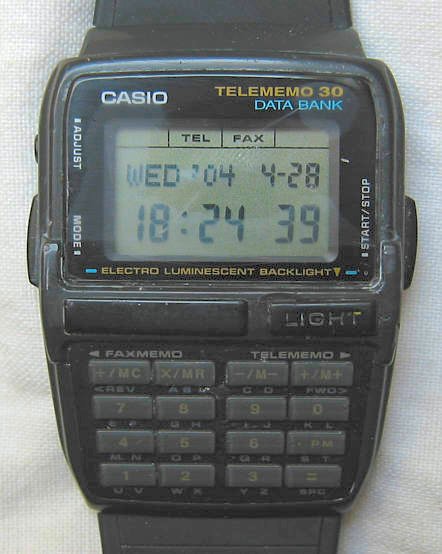 CASIO
TELEMEMO 30
DATA BANK
ADJUST
TEL FAX
WED '04 4-28
18:24 39
MODE
START/STOP
ELECTRO LUMINESCENT BACKLIGHT
LIGHT
FAXMEMO TELEMEMO
÷/MC ×/MR -/M- +/M+
<REV A B C D FWD>
7 8 9 0
E F G H I J K L
4 5 6 · PM
M N O P Q R S T
1 2 3 =
U V W X Y Z SPC